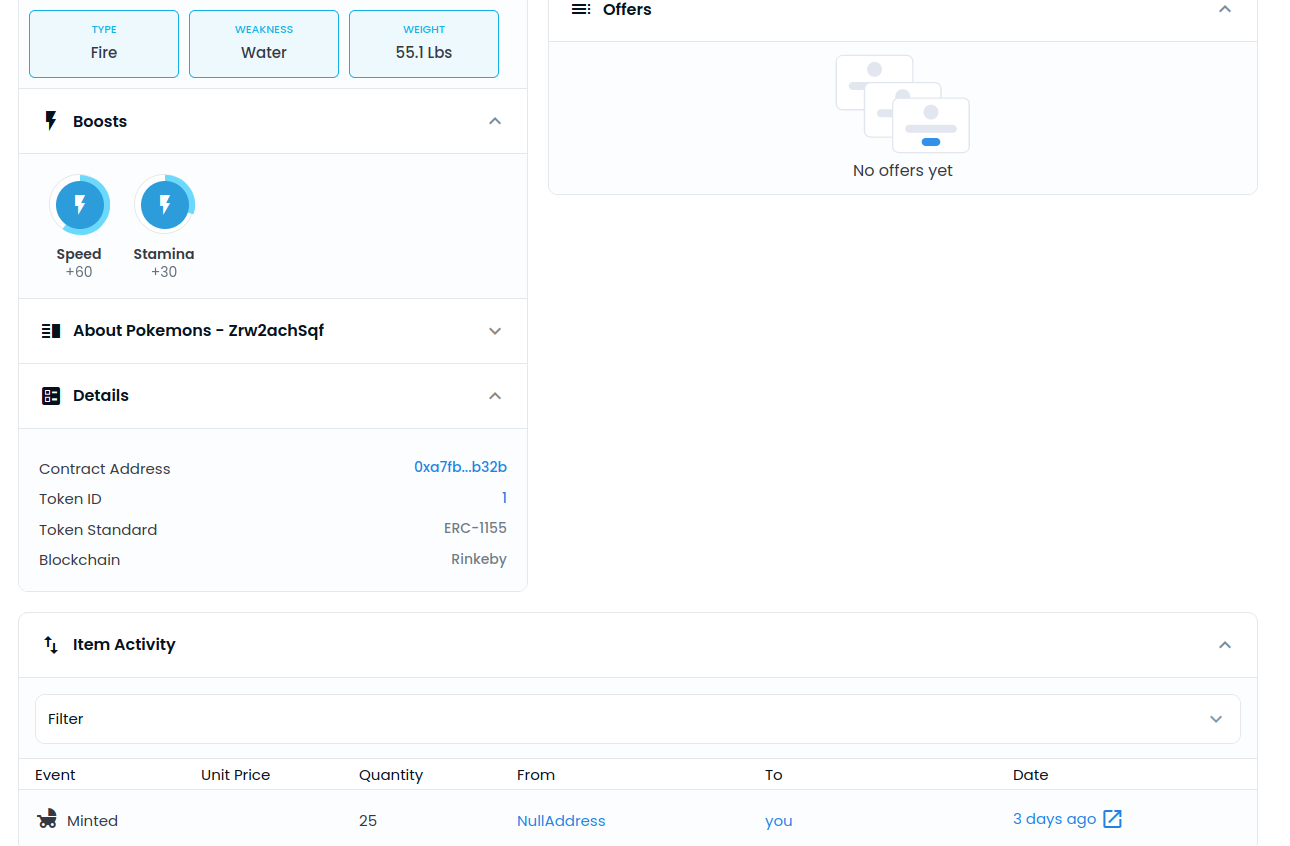 TYPE
Fire
WEAKNESS
Water
WEIGHT
55.1 Lbs
Boosts
Speed
+60
Stamina
+30
About Pokemons - Zrw2achSqf
Details
Contract Address 0xa7fb...b32b
Token ID 1
Token Standard ERC-1155
Blockchain Rinkeby
Offers
No offers yet
Item Activity
Filter
Event Unit Price Quantity From To Date
Minted 25 NullAddress you 3 days ago